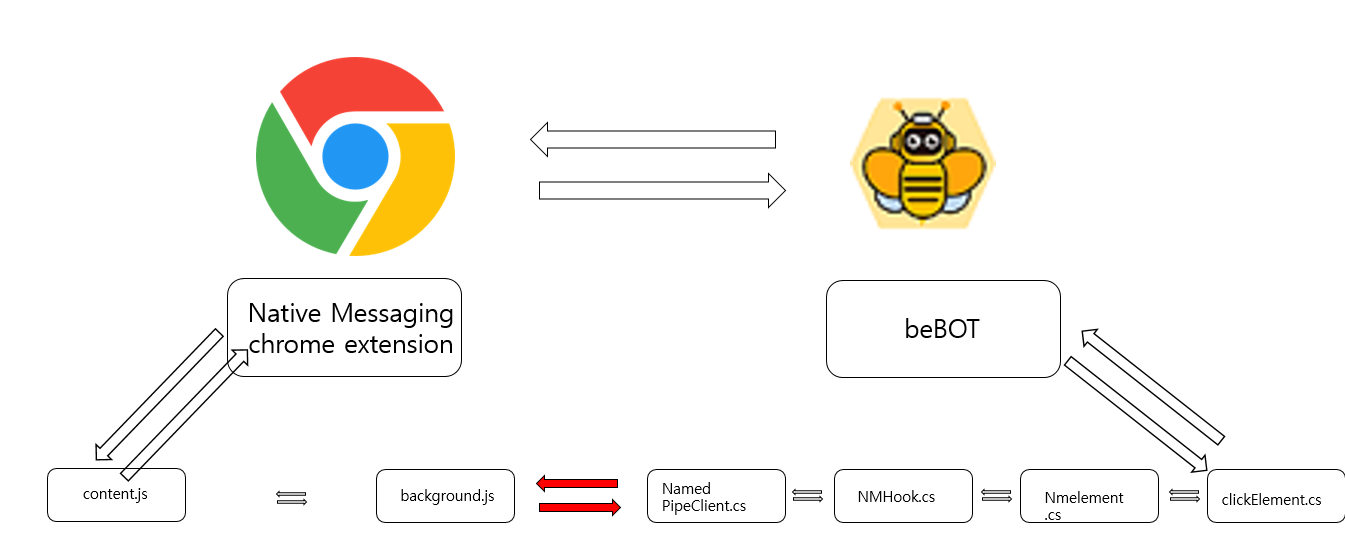 Native Messaging
chrome extension
beBOT
content.js
background.js
Named
PipeClient.cs
NMHook.cs
Nmelement
.cs
clickElement.cs